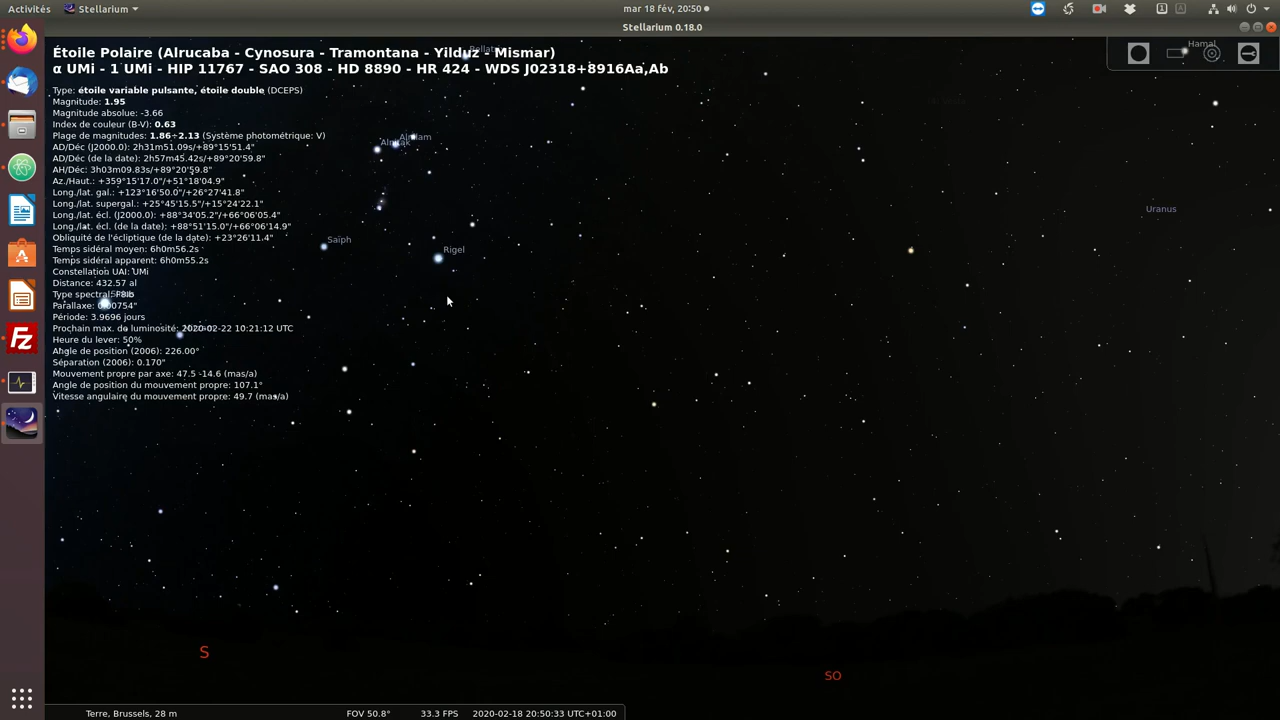 Activités
Stellarium
mar 18 fév, 20:50
1
A
Stellarium 0.18.0
Étoile Polaire (Alrucaba - Cynosura - Tramontana - Yilduz - Mismar)
α UMi - 1 UMi - HIP 11767 - SAO 308 - HD 8890 - HR 424 - WDS J02318+8916Aa,Ab
Type: étoile variable pulsante, étoile double (DCEPS)
Magnitude: 1.95
Magnitude absolue: -3.66
Index de couleur (B-V): 0.63
Plage de magnitudes: 1.86÷2.13 (Système photométrique: V)
AD/Déc (J2000.0): 2h31m51.09s/+89°15'51.4"
AD/Déc (de la date): 2h57m45.42s/+89°20'59.8"
AH/Déc: 3h03m09.83s/+89°20'59.8"
Az./Haut.: +359°15'17.0"/+51°18'04.9"
Long./lat. gal.: +123°16'50.0"/+26°27'41.8"
Long./lat. supergal.: +25°45'15.5"/+15°24'22.1"
Long./lat. écl. (J2000.0): +88°34'05.2"/+66°06'05.4"
Long./lat. écl. (de la date): +88°51'15.0"/+66°06'14.9"
Obliquité de l'écliptique (de la date): +23°26'11.4"
Temps sidéral moyen: 6h0m56.2s
Temps sidéral apparent: 6h0m55.2s
Constellation UAI: UMi
Distance: 432.57 al
Type spectral: F8Ib
Parallaxe: 0.00754"
Période: 3.9696 jours
Prochain max. de luminosité: 2020-02-22 10:21:12 UTC
Heure du lever: 50%
Angle de position (2006): 226.00°
Séparation (2006): 0.170"
Mouvement propre par axe: 47.5 -14.6 (mas/a)
Angle de position du mouvement propre: 107.1°
Vitesse angulaire du mouvement propre: 49.7 (mas/a)
Hamal
Alnilam
Alnitak
Uranus
Saïph
Rigel
S
SO
Terre, Brussels, 28 m
FOV 50.8°
33.3 FPS
2020-02-18 20:50:33 UTC+01:00